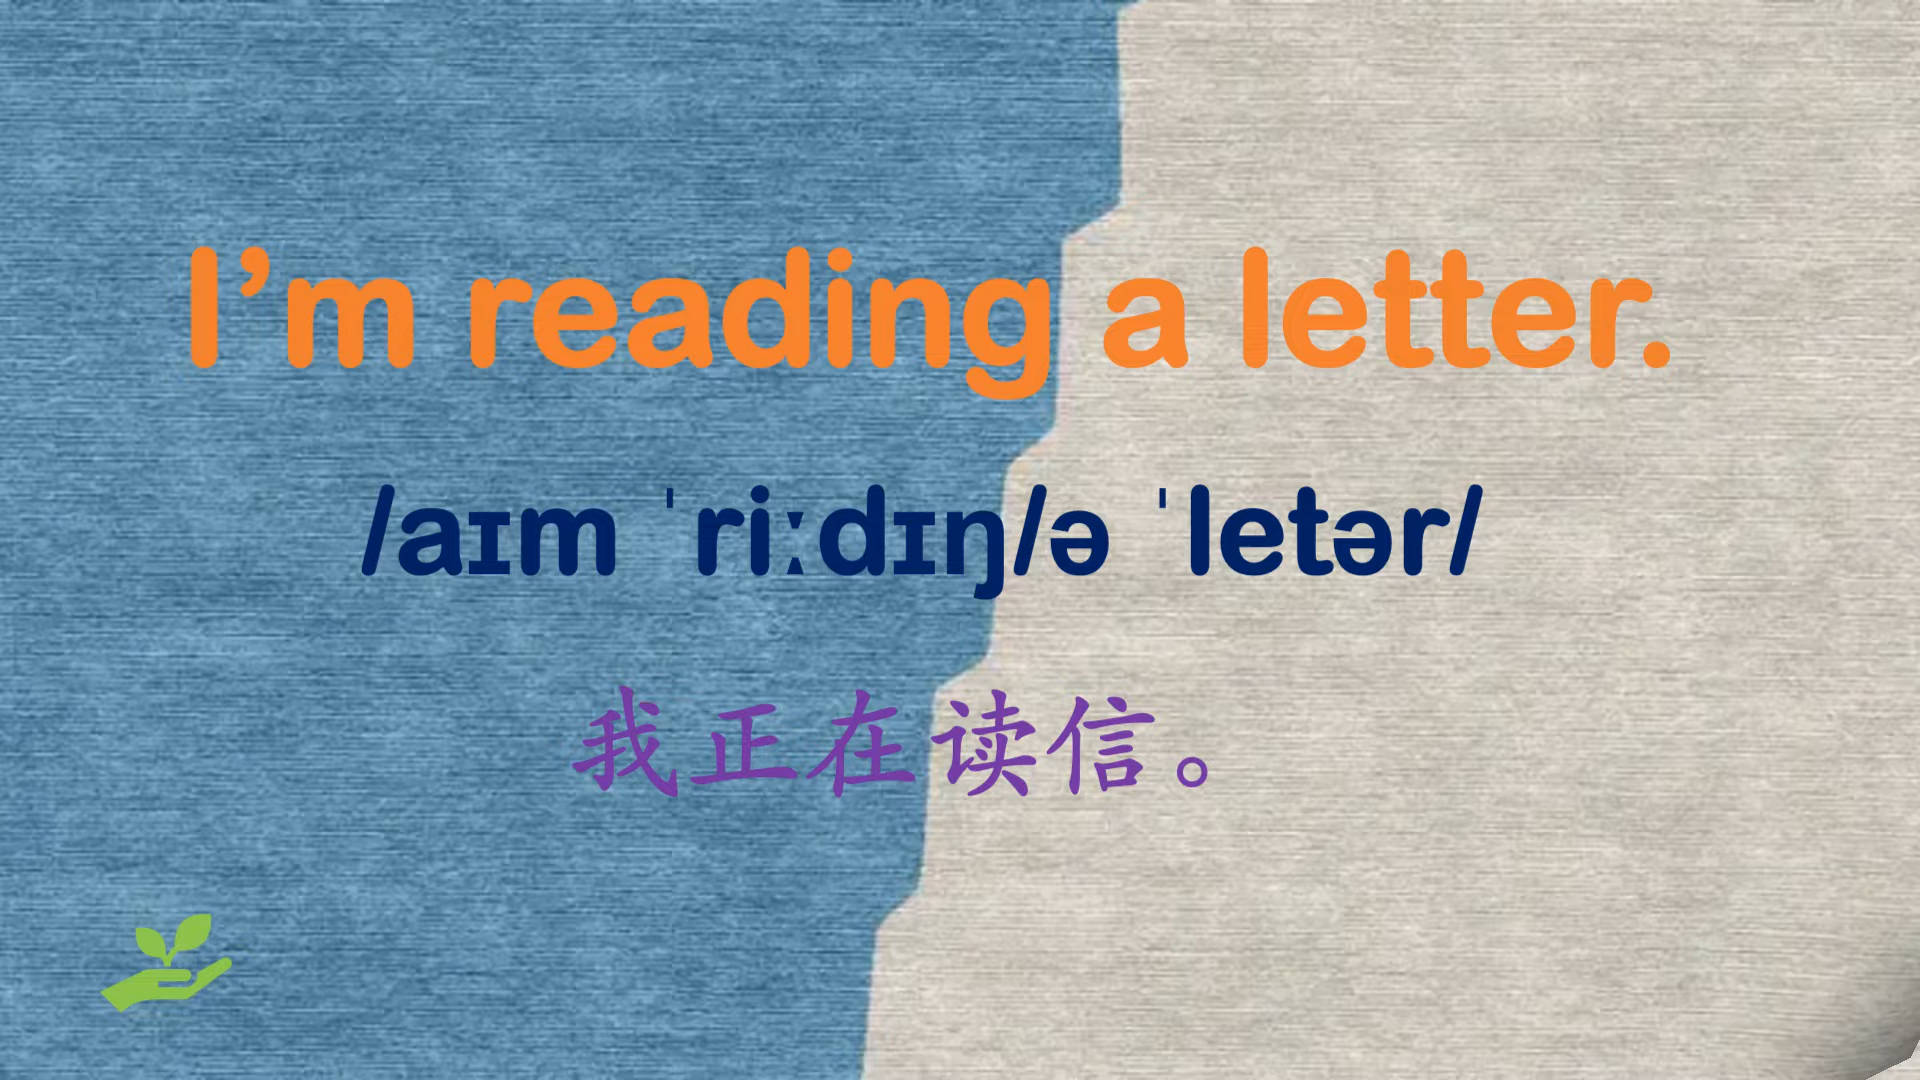 I’m reading a letter.
/aɪm ˈriːdɪŋ/ə ˈletər/
我正在读信。